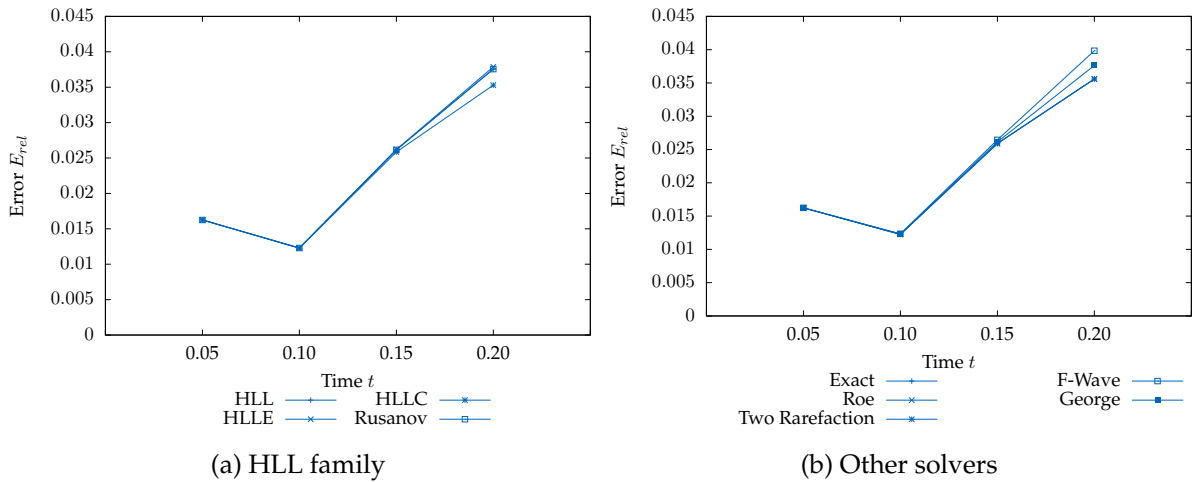 0.045
0.04
0.035
0.03
0.025
0.02
0.015
0.01
0.005
0
Error E_rel
0.05 0.10 0.15 0.20
Time t
HLL HLLC
HLLE Rusanov
(a) HLL family
0.045
0.04
0.035
0.03
0.025
0.02
0.015
0.01
0.005
0
Error E_rel
0.05 0.10 0.15 0.20
Time t
Exact F-Wave
Roe George
Two Rarefaction
(b) Other solvers